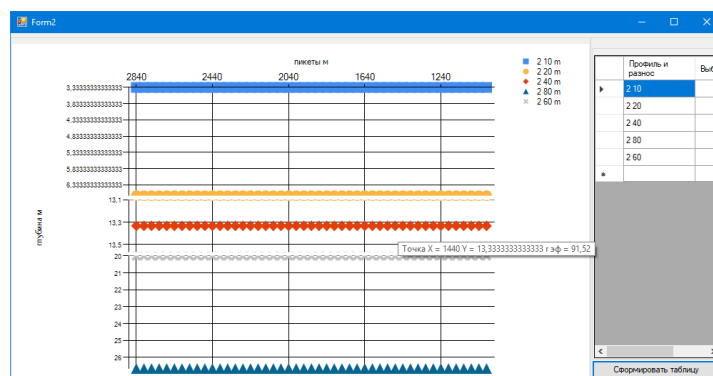 Form2
пикеты м
2840 2440 2040 1640 1240
2 10 m
2 20 m
2 40 m
2 80 m
2 60 m
3,33333333333333
3,83333333333333
4,33333333333333
4,83333333333333
5,33333333333333
5,83333333333333
6,33333333333333
13,1
13,3
13,5
20
21
22
23
24
25
26
глубина м
Точка X = 1440 Y = 13,3333333333333 r эф = 91,52
Профиль и разнос
Выб
2 10
2 20
2 40
2 80
2 60
Сформировать таблицу